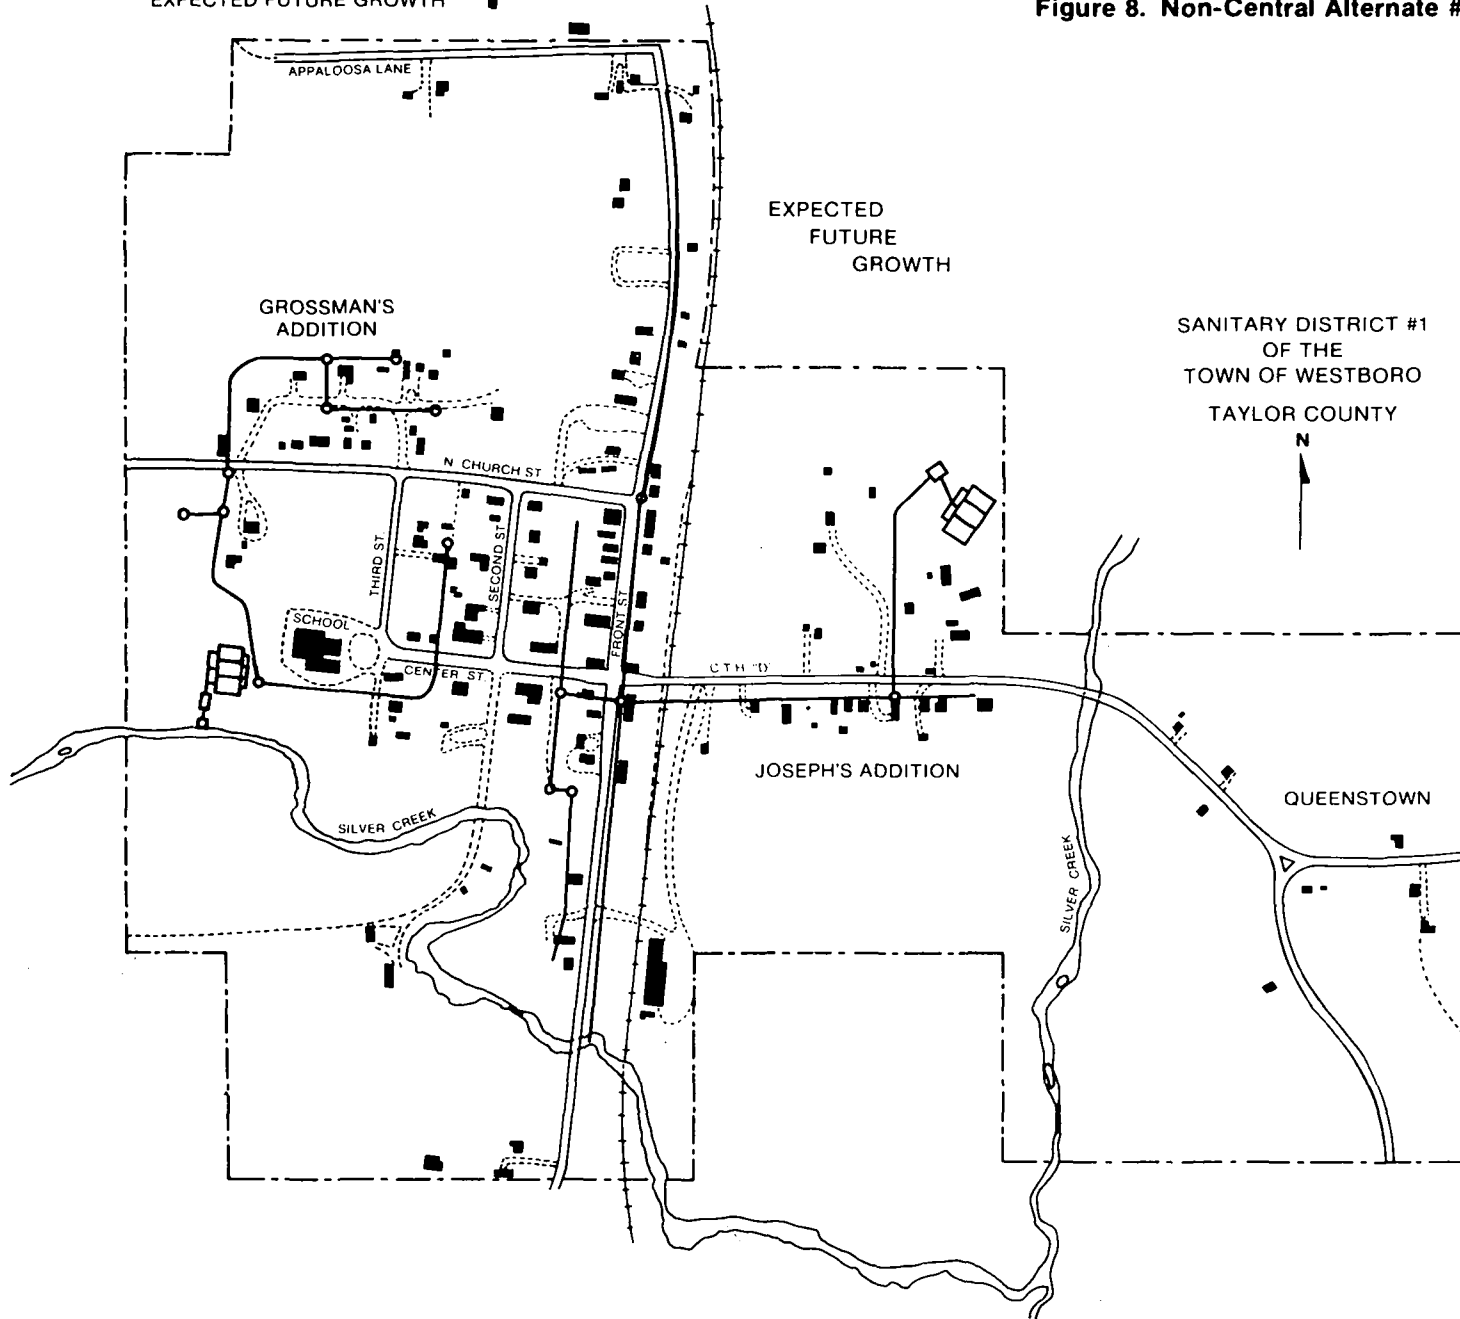 EXPECTED FUTURE GROWTH
Figure 8. Non-Central Alternate #
APPALOOSA LANE
EXPECTED
FUTURE
GROWTH
GROSSMAN'S
ADDITION
SANITARY DISTRICT #1
OF THE
TOWN OF WESTBORO
TAYLOR COUNTY
N
N CHURCH ST
THIRD ST
SECOND ST
FRONT ST
SCHOOL
CENTER ST
C T H "D"
JOSEPH'S ADDITION
QUEENSTOWN
SILVER CREEK
SILVER CREEK